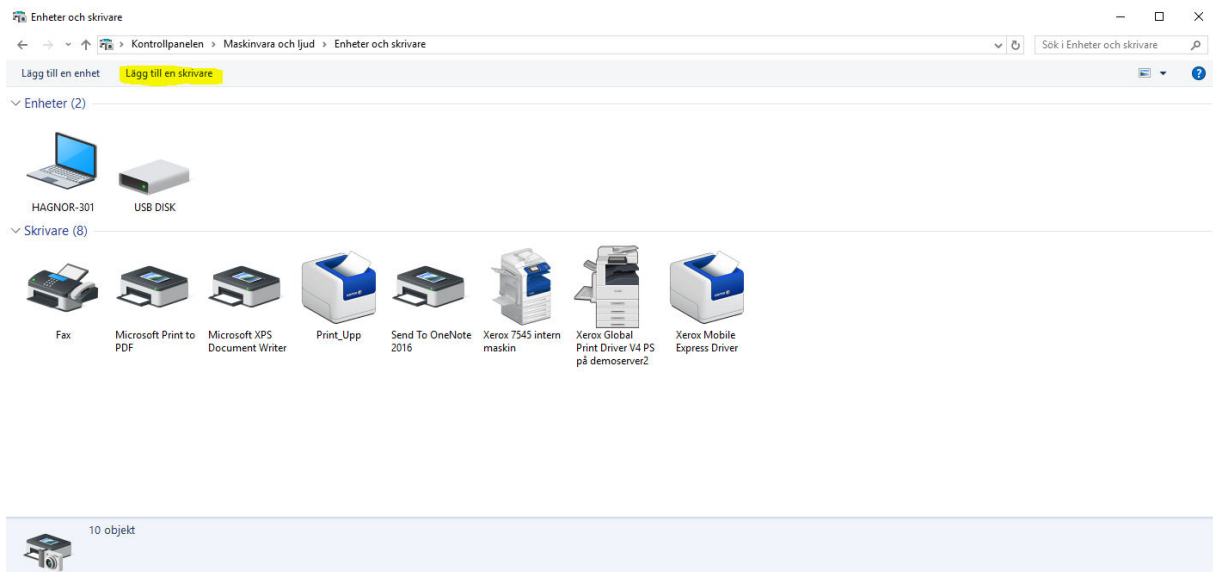 Enheter och skrivare
Kontrollpanelen > Maskinvara och ljud > Enheter och skrivare
Sök i Enheter och skrivare
Lägg till en enhet
Lägg till en skrivare
Enheter (2)
HAGNOR-301
USB DISK
Skrivare (8)
Fax
Microsoft Print to
PDF
Microsoft XPS
Document Writer
Print_Upp
Send To OneNote
2016
Xerox 7545 intern
maskin
Xerox Global
Print Driver V4 PS
på demoserver2
Xerox Mobile
Express Driver
10 objekt